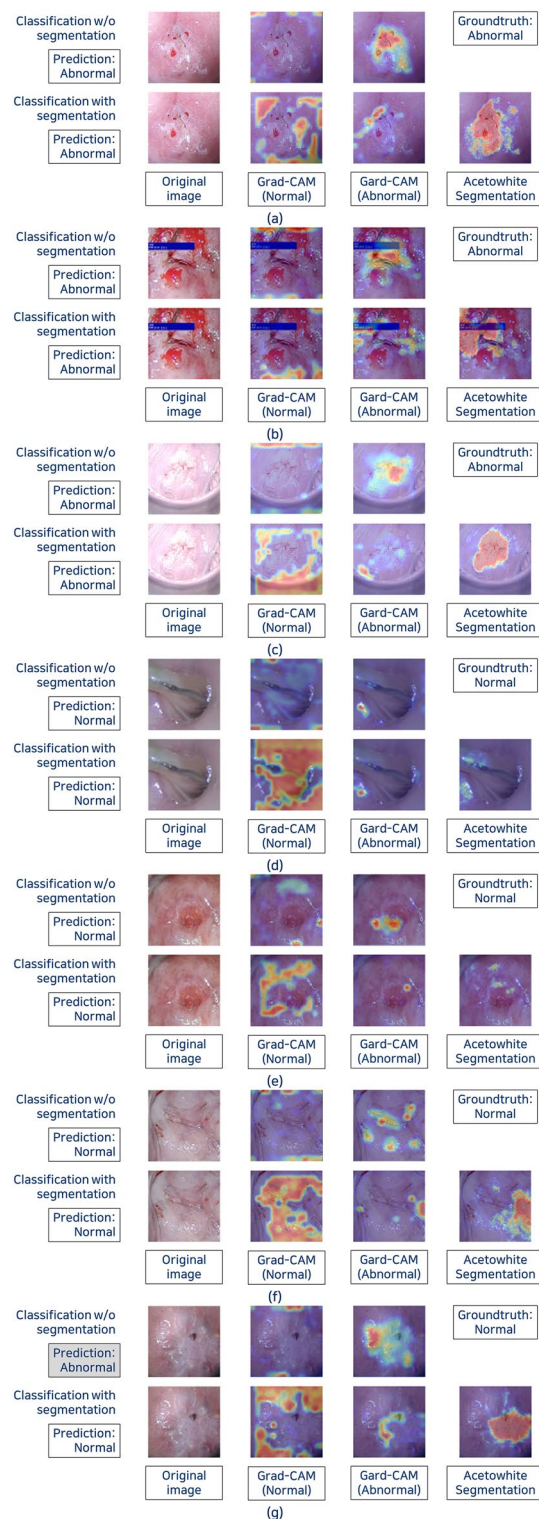 Classification w/o
segmentation
Groundtruth:
Abnormal
Prediction:
Abnormal
Classification with
segmentation
Prediction:
Abnormal
Original
image
Grad-CAM
(Normal)
Gard-CAM
(Abnormal)
Acetowhite
Segmentation
(a)
Classification w/o
segmentation
Groundtruth:
Abnormal
Prediction:
Abnormal
Classification with
segmentation
Prediction:
Abnormal
Original
image
Grad-CAM
(Normal)
Gard-CAM
(Abnormal)
Acetowhite
Segmentation
(b)
Classification w/o
segmentation
Groundtruth:
Abnormal
Prediction:
Abnormal
Classification with
segmentation
Prediction:
Abnormal
Original
image
Grad-CAM
(Normal)
Gard-CAM
(Abnormal)
Acetowhite
Segmentation
(c)
Classification w/o
segmentation
Groundtruth:
Normal
Prediction:
Normal
Classification with
segmentation
Prediction:
Normal
Original
image
Grad-CAM
(Normal)
Gard-CAM
(Abnormal)
Acetowhite
Segmentation
(d)
Classification w/o
segmentation
Groundtruth:
Normal
Prediction:
Normal
Classification with
segmentation
Prediction:
Normal
Original
image
Grad-CAM
(Normal)
Gard-CAM
(Abnormal)
Acetowhite
Segmentation
(e)
Classification w/o
segmentation
Groundtruth:
Normal
Prediction:
Normal
Classification with
segmentation
Prediction:
Normal
Original
image
Grad-CAM
(Normal)
Gard-CAM
(Abnormal)
Acetowhite
Segmentation
(f)
Classification w/o
segmentation
Groundtruth:
Normal
Prediction:
Abnormal
Classification with
segmentation
Prediction:
Normal
Original
image
Grad-CAM
(Normal)
Gard-CAM
(Abnormal)
Acetowhite
Segmentation
(g)